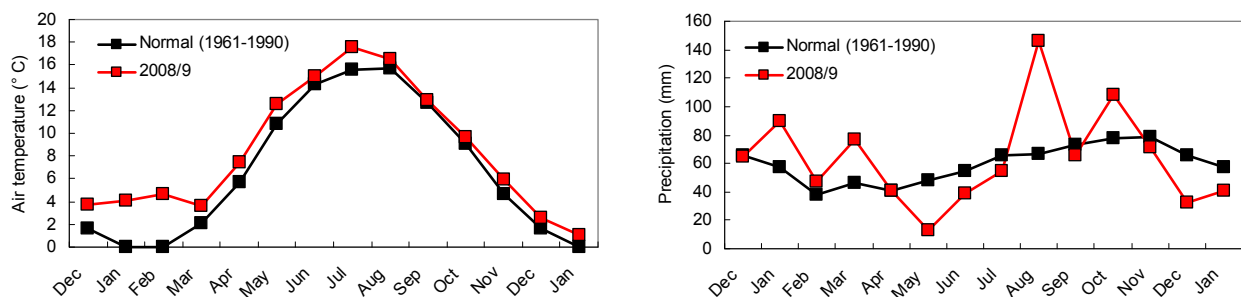 Air temperature (° C)
20
18
16
14
12
10
8
6
4
2
0
Normal (1961-1990)
2008/9
Dec
Jan
Feb
Mar
Apr
May
Jun
Jul
Aug
Sep
Oct
Nov
Dec
Jan
Precipitation (mm)
160
140
120
100
80
60
40
20
0
Normal (1961-1990)
2008/9
Dec
Jan
Feb
Mar
Apr
May
Jun
Jul
Aug
Sep
Oct
Nov
Dec
Jan